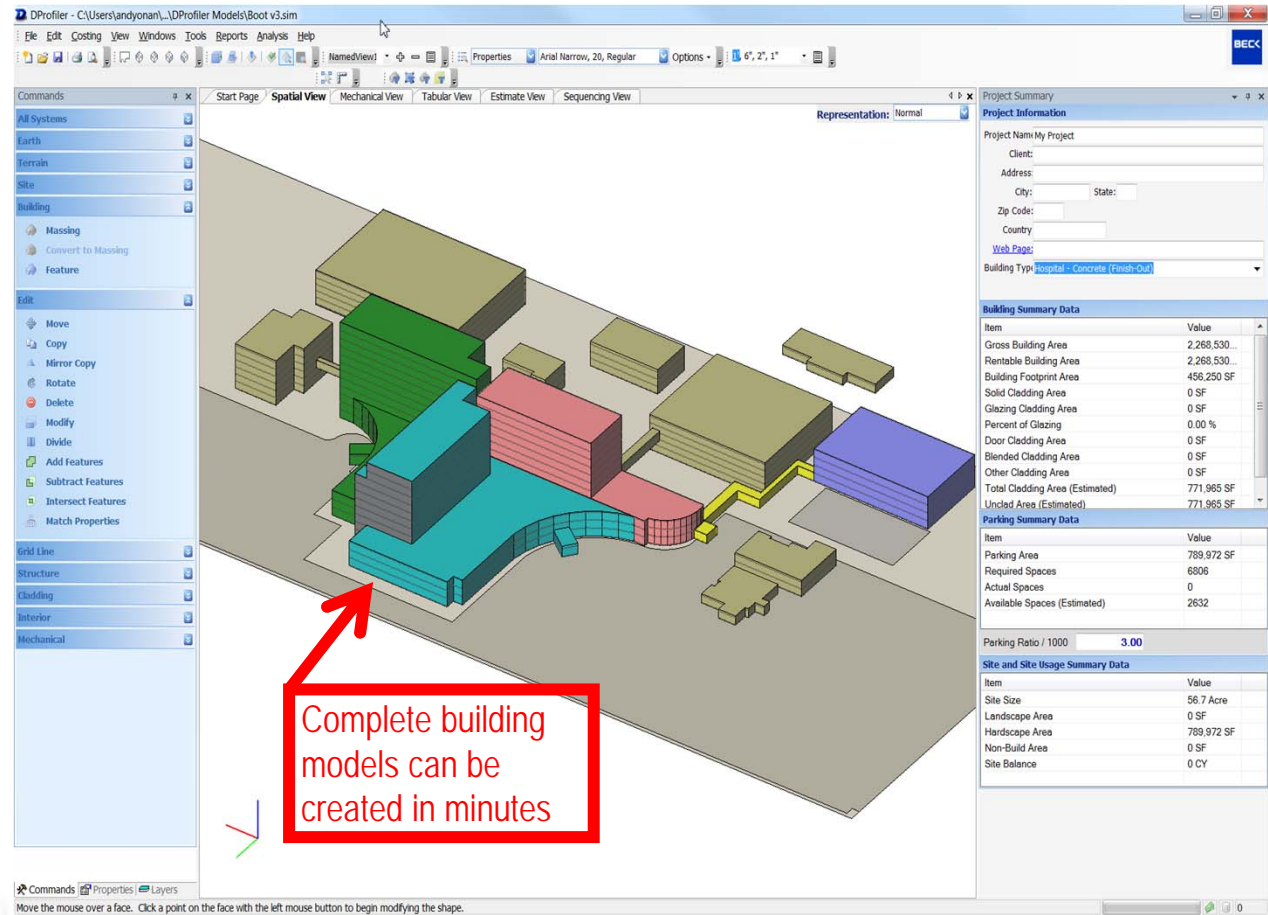 DProfiler - C:\Users\andyonan\...\DProfiler Models\Boot v3.sim
File Edit Costing View Windows Tools Reports Analysis Help
BECK
NamedView1 Properties Arial Narrow, 20, Regular Options 6", 2", 1"
Commands
All Systems
Earth
Terrain
Site
Building
Massing
Convert to Massing
Feature
Edit
Move
Copy
Mirror Copy
Rotate
Delete
Modify
Divide
Add Features
Subtract Features
Intersect Features
Match Properties
Grid Line
Structure
Cladding
Interior
Mechanical
Commands Properties Layers
Start Page Spatial View Mechanical View Tabular View Estimate View Sequencing View
Representation: Normal
Complete building
models can be
created in minutes
Project Summary
Project Information
Project Name My Project
Client:
Address:
City: State:
Zip Code:
Country
Web Page:
Building Type Hospital - Concrete (Finish-Out)
Building Summary Data
Item Value
Gross Building Area 2,268,530...
Rentable Building Area 2,268,530...
Building Footprint Area 456,250 SF
Solid Cladding Area 0 SF
Glazing Cladding Area 0 SF
Percent of Glazing 0.00 %
Door Cladding Area 0 SF
Blended Cladding Area 0 SF
Other Cladding Area 0 SF
Total Cladding Area (Estimated) 771,965 SF
Unclad Area (Estimated) 771,965 SF
Parking Summary Data
Item Value
Parking Area 789,972 SF
Required Spaces 6806
Actual Spaces 0
Available Spaces (Estimated) 2632
Parking Ratio / 1000 3.00
Site and Site Usage Summary Data
Item Value
Site Size 56.7 Acre
Landscape Area 0 SF
Hardscape Area 789,972 SF
Non-Build Area 0 SF
Site Balance 0 CY
Move the mouse over a face. Click a point on the face with the left mouse button to begin modifying the shape.
0